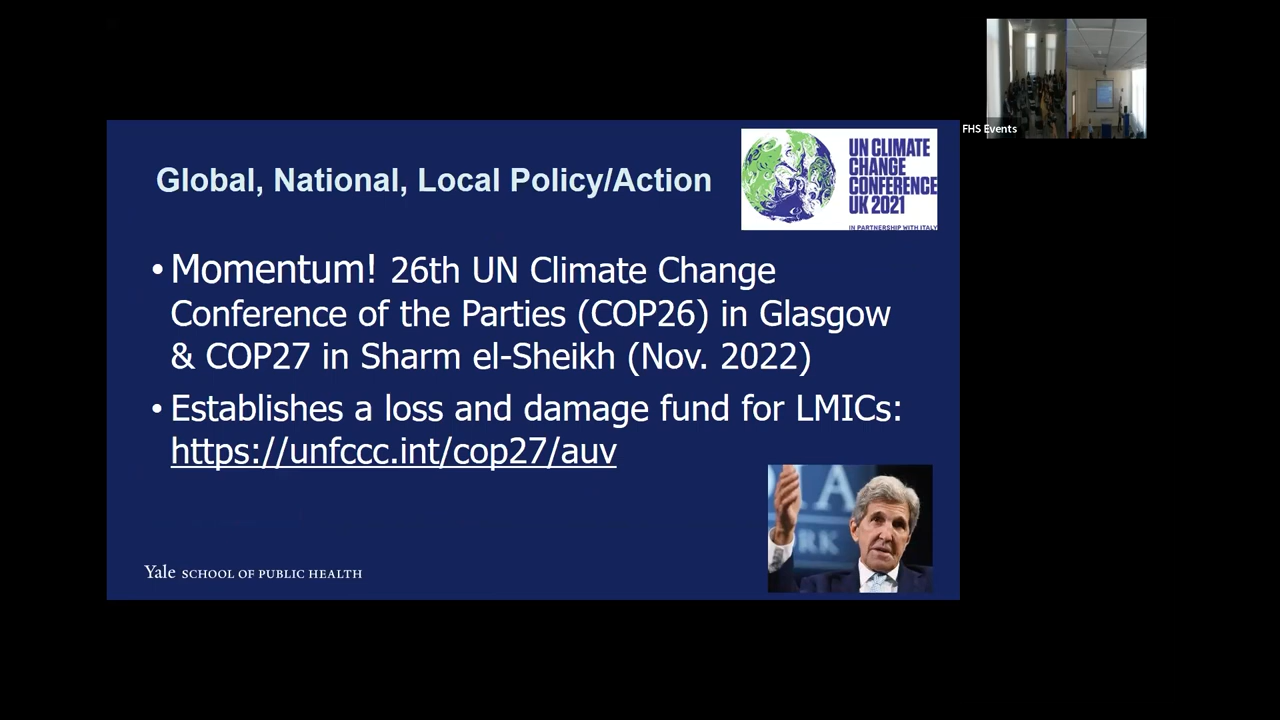 FHS Events
Global, National, Local Policy/Action
UN CLIMATE
CHANGE
CONFERENCE
UK 2021
IN PARTNERSHIP WITH ITALY
• Momentum! 26th UN Climate Change
Conference of the Parties (COP26) in Glasgow
& COP27 in Sharm el-Sheikh (Nov. 2022)
• Establishes a loss and damage fund for LMICs:
https://unfccc.int/cop27/auv
Yale SCHOOL OF PUBLIC HEALTH